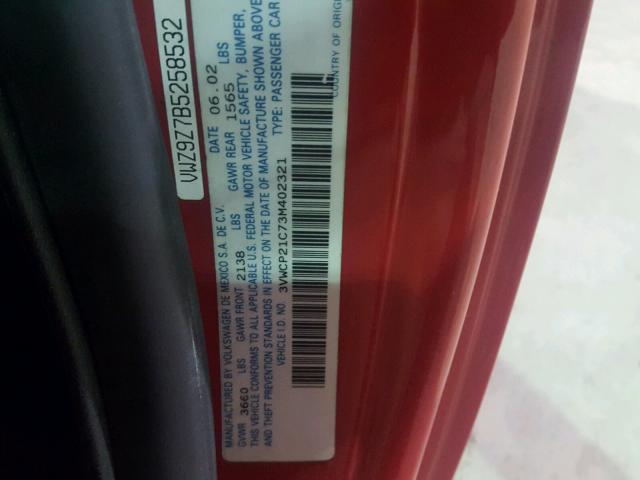 VWZ9Z7B5258532
MANUFACTURED BY VOLKSWAGEN DE MEXICO S.A. DE C.V. DATE 06.02
GVWR 3660 LBS GAWR FRONT 2138 LBS GAWR REAR 1565 LBS
THIS VEHICLE CONFORMS TO ALL APPLICABLE U.S. FEDERAL MOTOR VEHICLE SAFETY, BUMPER,
AND THEFT PREVENTION STANDARDS IN EFFECT ON THE DATE OF MANUFACTURE SHOWN ABOVE
VEHICLE I.D. NO. 3VWCP21C73M402321 TYPE: PASSENGER CAR
COUNTRY OF ORIGI